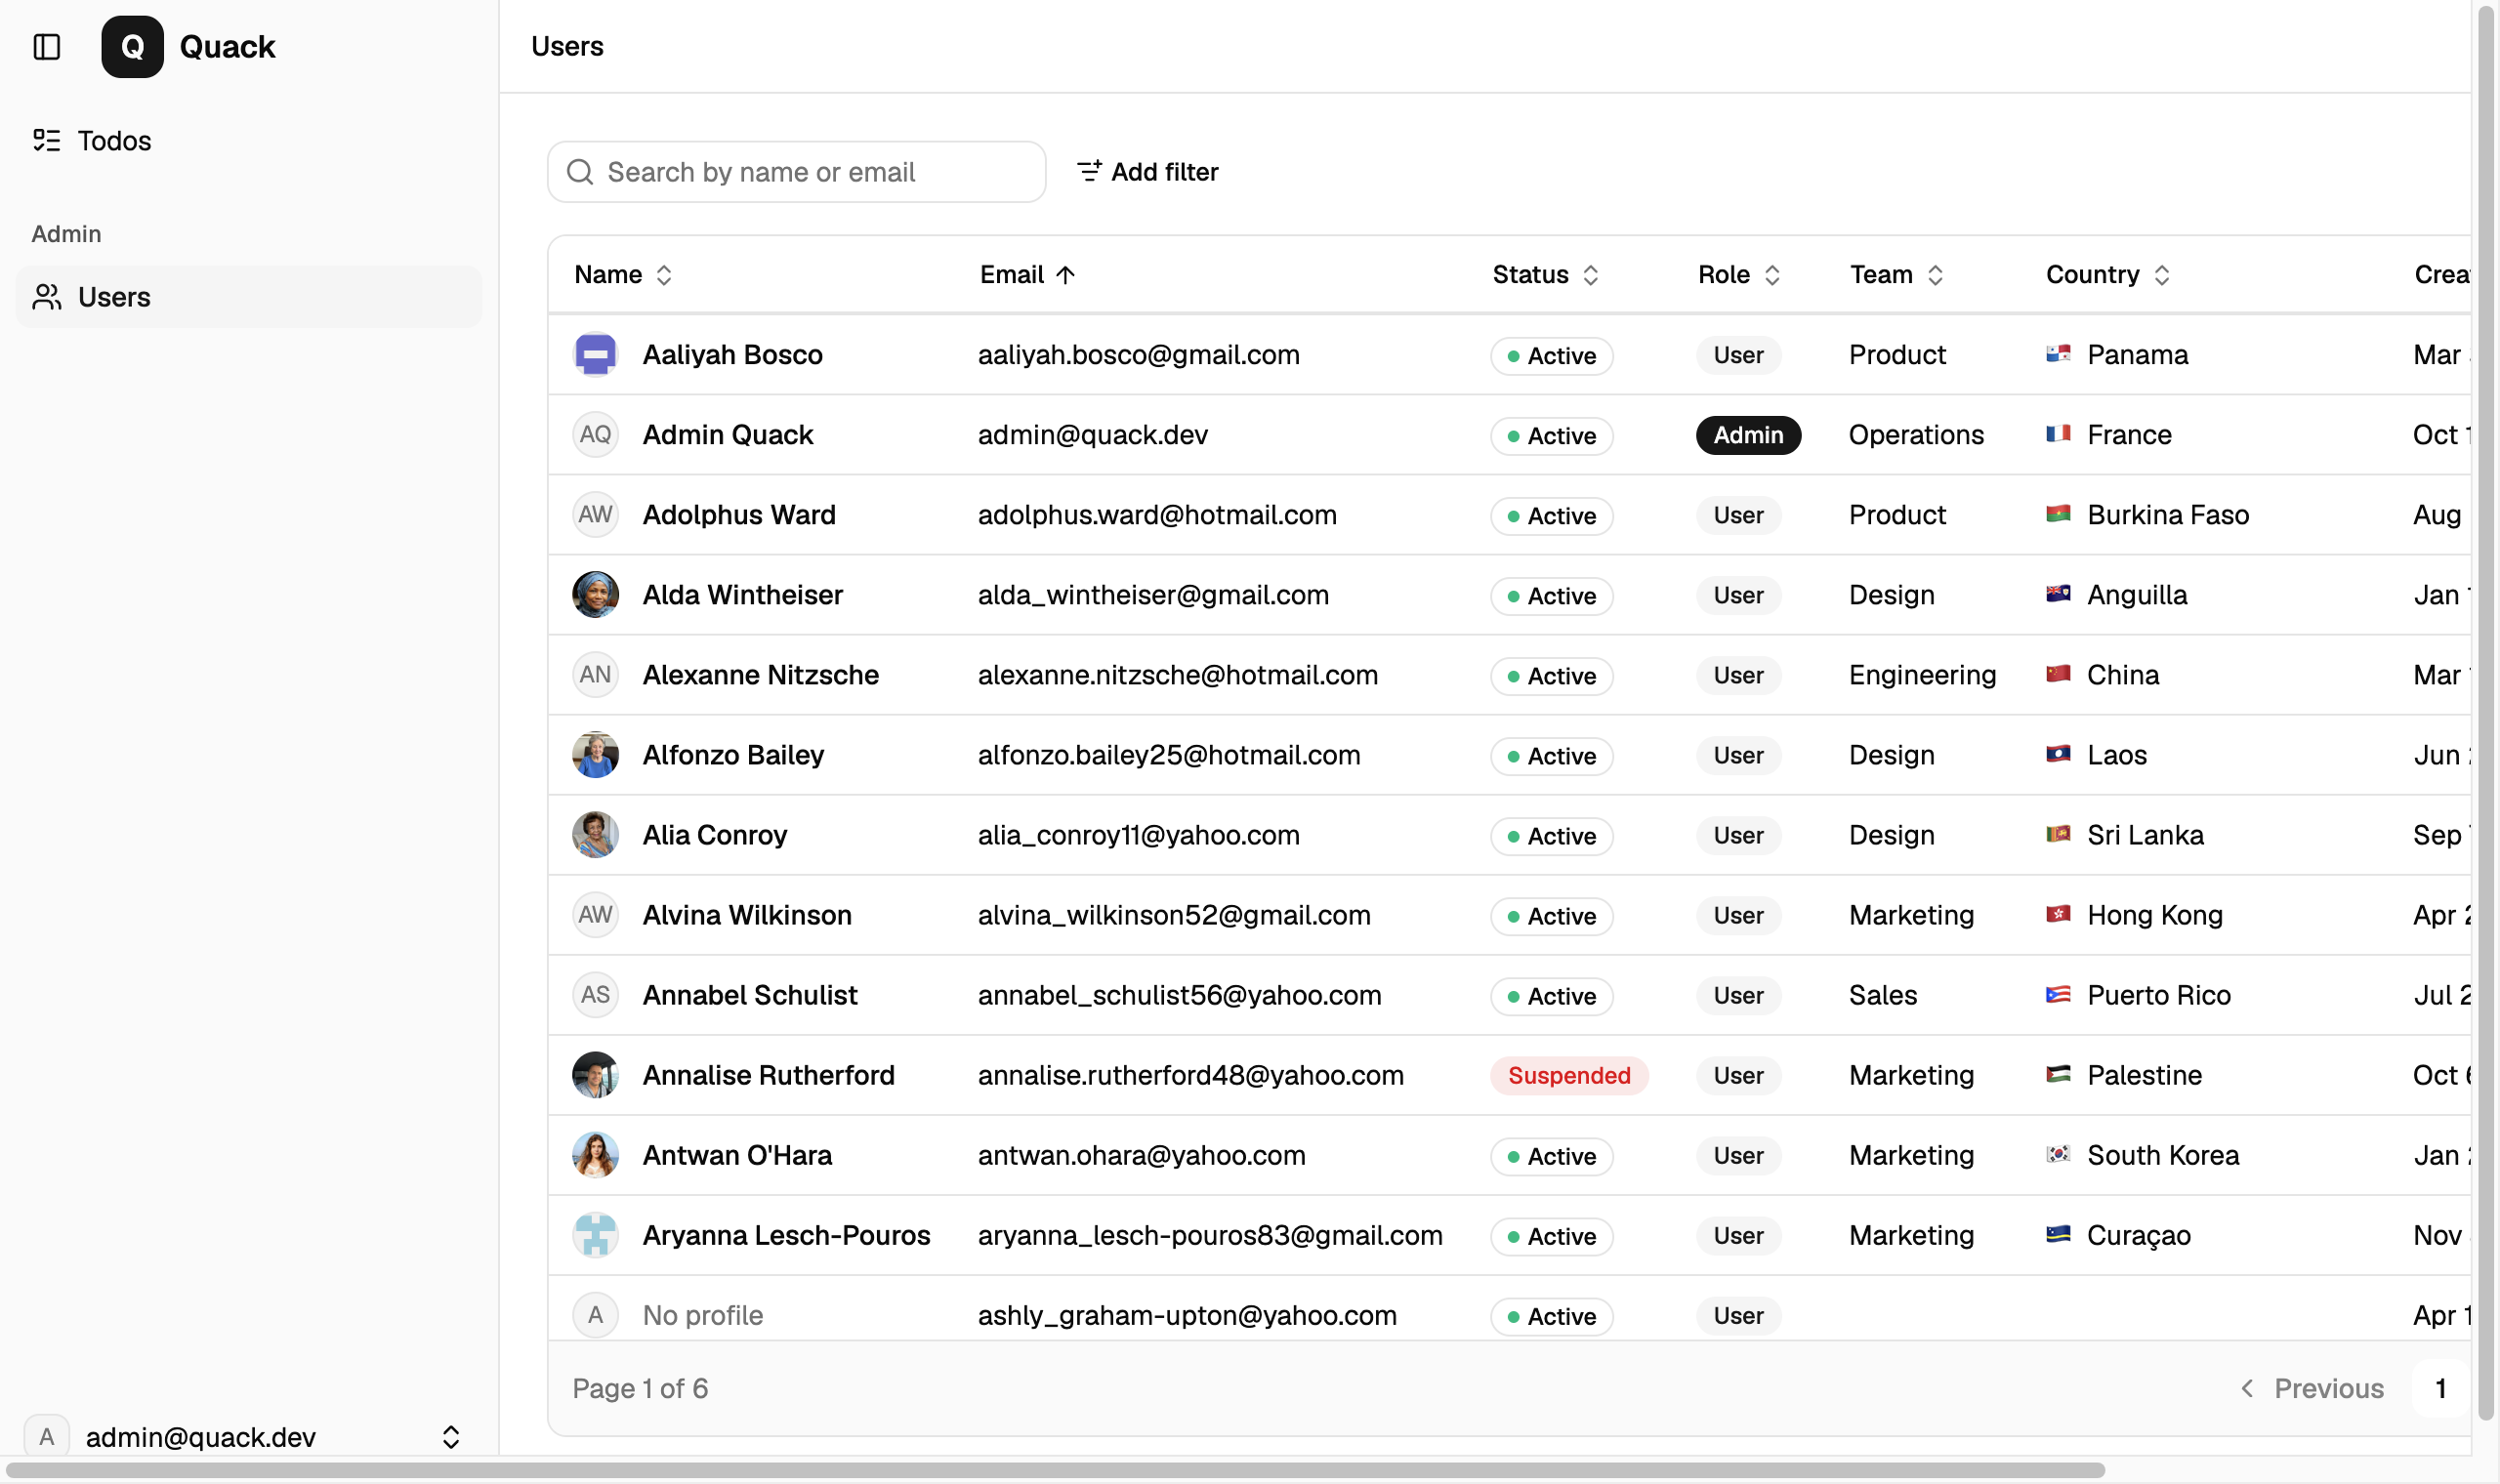 Q Quack
Todos
Admin
Users
A admin@quack.dev
Users
Search by name or email Add filter
Name Email Status Role Team Country
Aaliyah Bosco aaliyah.bosco@gmail.com Active User Product Panama Mar
AQ Admin Quack admin@quack.dev Active Admin Operations France Oct
AW Adolphus Ward adolphus.ward@hotmail.com Active User Product Burkina Faso Aug
Alda Wintheiser alda_wintheiser@gmail.com Active User Design Anguilla Jan
AN Alexanne Nitzsche alexanne.nitzsche@hotmail.com Active User Engineering China Mar
Alfonzo Bailey alfonzo.bailey25@hotmail.com Active User Design Laos Jun
Alia Conroy alia_conroy11@yahoo.com Active User Design Sri Lanka Sep
AW Alvina Wilkinson alvina_wilkinson52@gmail.com Active User Marketing Hong Kong Apr
AS Annabel Schulist annabel_schulist56@yahoo.com Active User Sales Puerto Rico Jul
Annalise Rutherford annalise.rutherford48@yahoo.com Suspended User Marketing Palestine Oct
Antwan O'Hara antwan.ohara@yahoo.com Active User Marketing South Korea Jan
Aryanna Lesch-Pouros aryanna_lesch-pouros83@gmail.com Active User Marketing Curaçao Nov
A No profile ashly_graham-upton@yahoo.com Active User Apr
Page 1 of 6 Previous 1